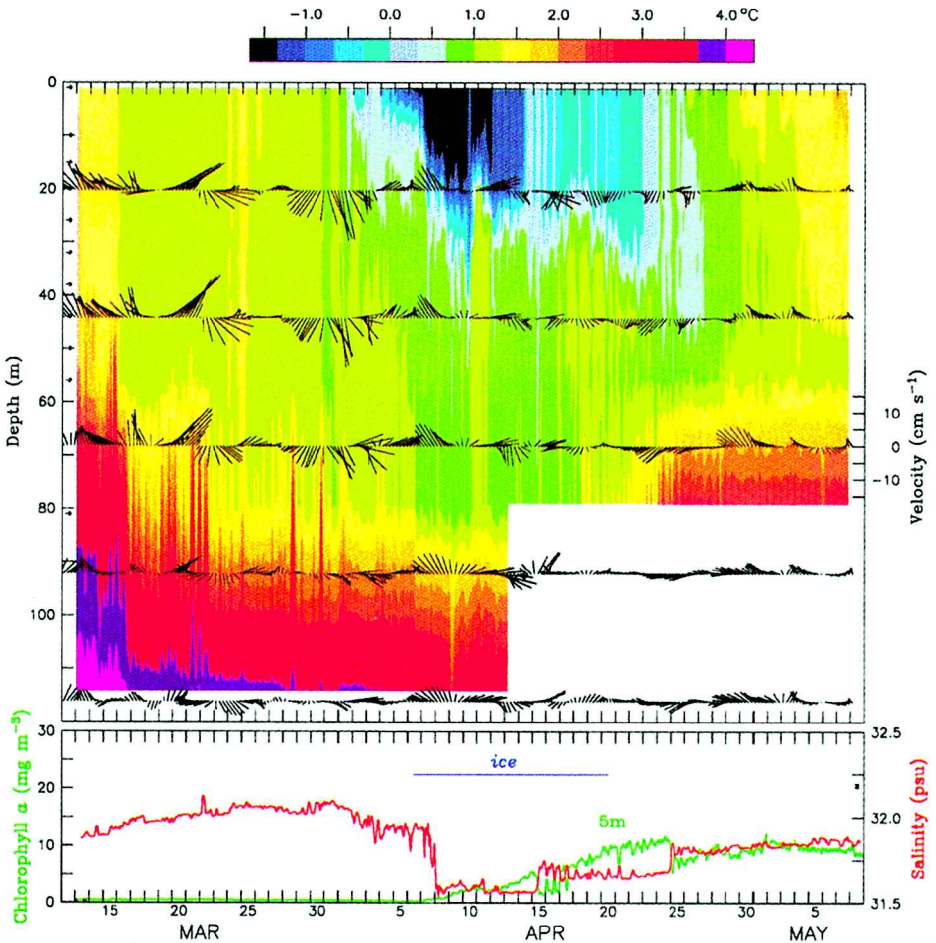 −1.0 0.0 1.0 2.0 3.0 4.0 °C
0
20
40
60
80
100
Depth (m)
10
0
−10
Velocity (cm s⁻¹)
30
20
10
0
Chlorophyll a (mg m⁻³)
ice
5m
32.5
32.0
31.5
Salinity (psu)
15 20 25 30 5 10 15 20 25 30 5
MAR APR MAY